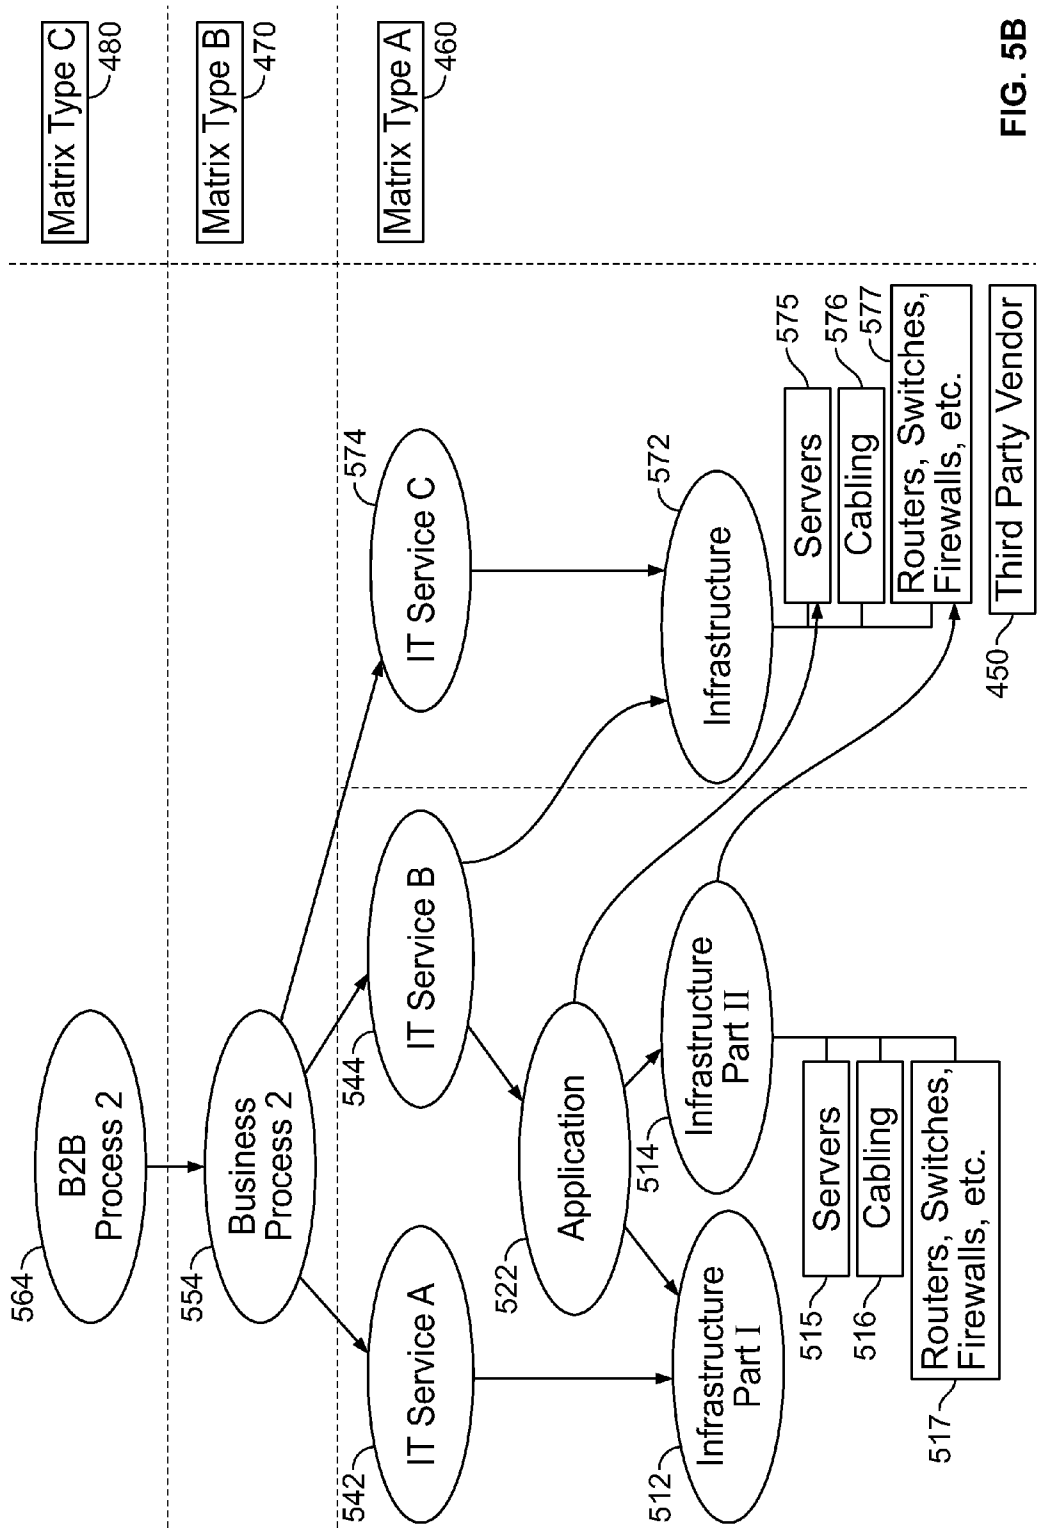 564
B2B
Process 2
Matrix Type C
480
554
Business
Process 2
Matrix Type B
470
542
IT Service A
544
IT Service B
574
IT Service C
Matrix Type A
460
522
Application
512
Infrastructure
Part I
514
Infrastructure
Part II
572
Infrastructure
515
Servers
516
Cabling
517
Routers, Switches,
Firewalls, etc.
Servers
575
Cabling
576
Routers, Switches,
Firewalls, etc.
577
450
Third Party Vendor
FIG. 5B